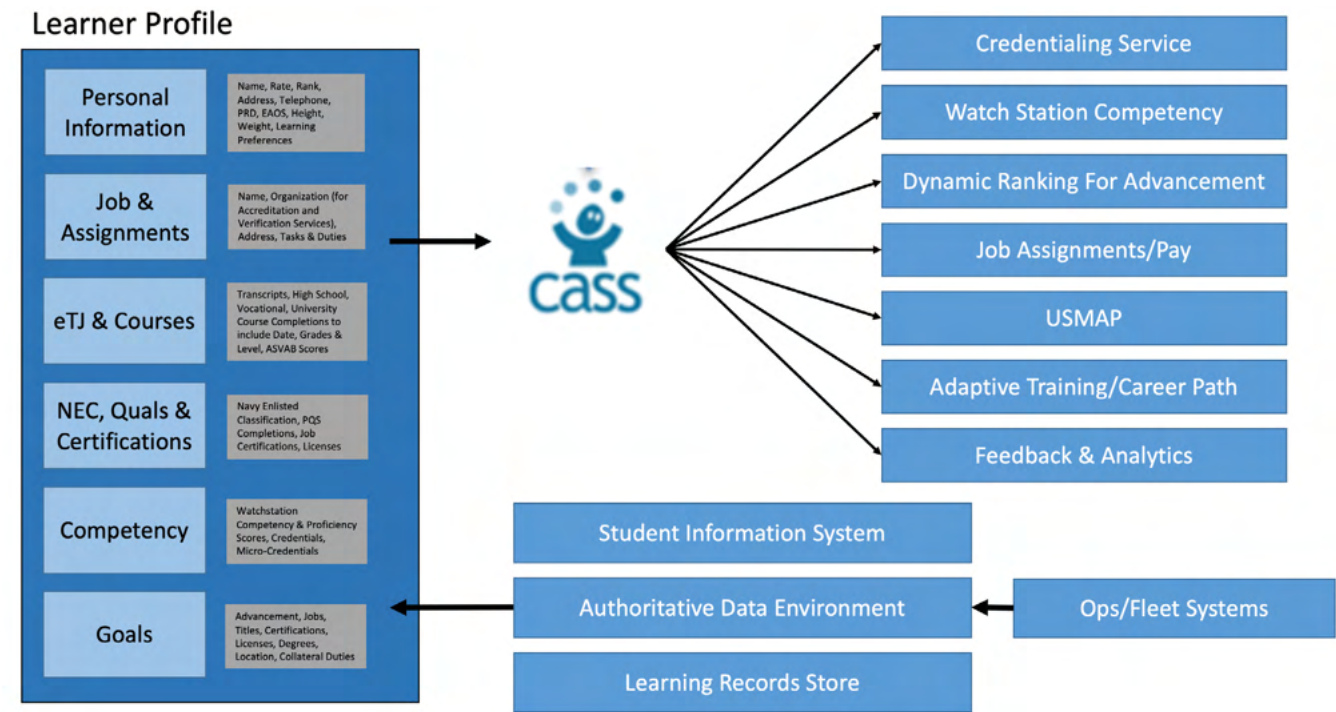 Learner Profile
Personal
Information
Name, Rate, Rank,
Address, Telephone,
PRD, EAOS, Height,
Weight, Learning
Preferences
Job &
Assignments
Name, Organization (for
Accreditation and
Verification Services),
Address, Tasks & Duties
eTJ & Courses
Transcripts, High School,
Vocational, University
Course Completions to
include Date, Grades &
Level, ASVAB Scores
NEC, Quals &
Certifications
Navy Enlisted
Classification, PQS
Completions, Job
Certifications, Licenses
Competency
Watchstation
Competency & Proficiency
Scores, Credentials,
Micro-Credentials
Goals
Advancement, Jobs,
Titles, Certifications,
Licenses, Degrees,
Location, Collateral Duties
cass
Credentialing Service
Watch Station Competency
Dynamic Ranking For Advancement
Job Assignments/Pay
USMAP
Adaptive Training/Career Path
Feedback & Analytics
Student Information System
Authoritative Data Environment
Ops/Fleet Systems
Learning Records Store